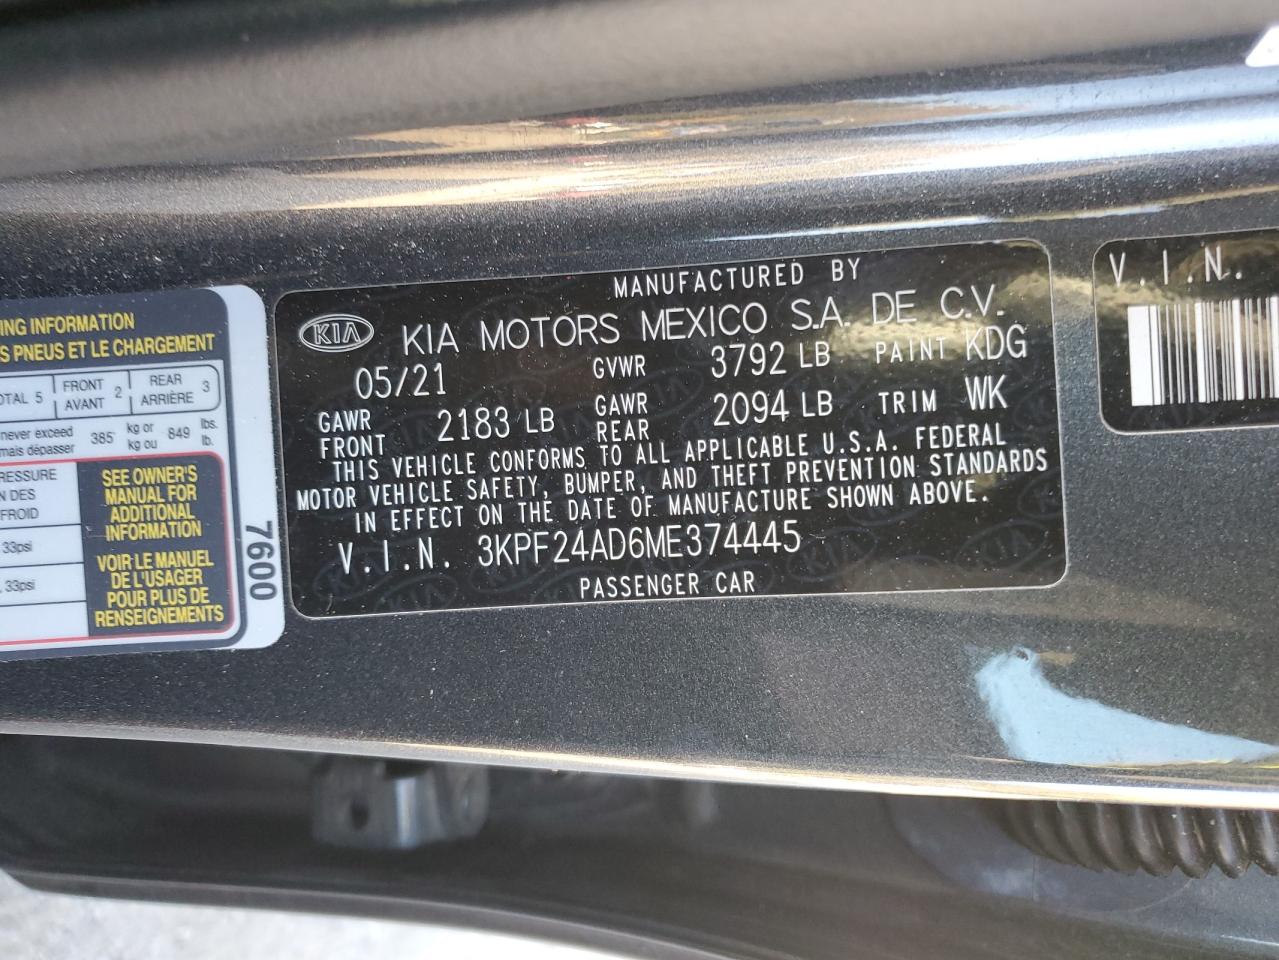 MANUFACTURED BY
KIA KIA MOTORS MEXICO S.A. DE C.V.
05/21 GVWR 3792 LB PAINT KDG
GAWR FRONT 2183 LB GAWR REAR 2094 LB TRIM WK
THIS VEHICLE CONFORMS TO ALL APPLICABLE U.S.A. FEDERAL
MOTOR VEHICLE SAFETY, BUMPER, AND THEFT PREVENTION STANDARDS
IN EFFECT ON THE DATE OF MANUFACTURE SHOWN ABOVE.
V.I.N. 3KPF24AD6ME374445
PASSENGER CAR
V.I.N.
ING INFORMATION
S PNEUS ET LE CHARGEMENT
OTAL 5 FRONT AVANT 2 REAR ARRIÈRE 3
never exceed
mais dépasser 385 kg or kg ou 849 lbs. lb.
RESSURE
N DES
FROID
33psi
33psi
SEE OWNER'S
MANUAL FOR
ADDITIONAL
INFORMATION
VOIR LE MANUEL
DE L'USAGER
POUR PLUS DE
RENSEIGNEMENTS
7600